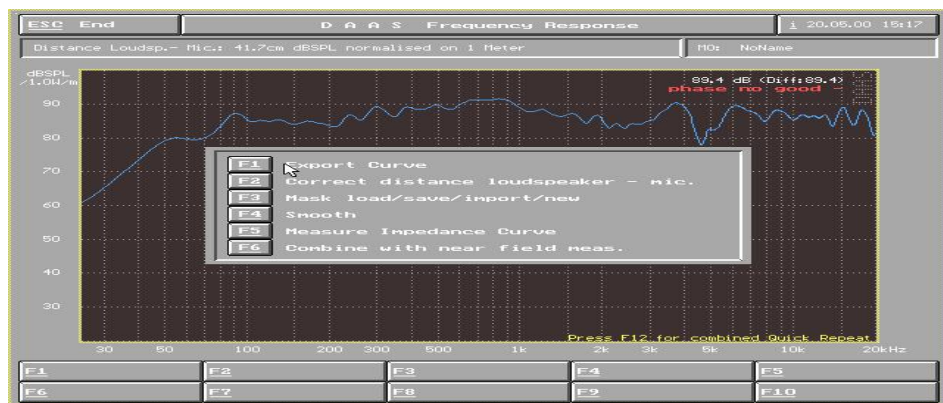 ESC End
D A A S Frequency Response
i 20.05.00 15:17
Distance Loudsp.- Mic.: 41.7cm dBSPL normalised on 1 Meter
MO: NoName
dBSPL
/1.0W/m
89.4 dB (Diff:89.4)
phase no good -
90
80
70
60
50
40
30
F1 Export Curve
F2 Correct distance loudspeaker - mic.
F3 Mask load/save/import/new
F4 Smooth
F5 Measure Impedance Curve
F6 Combine with near field meas.
Press F12 for combined Quick Repeat
30 50 100 200 300 500 1k 2k 3k 5k 10k 20kHz
F1 F2 F3 F4 F5
F6 F7 F8 F9 F10